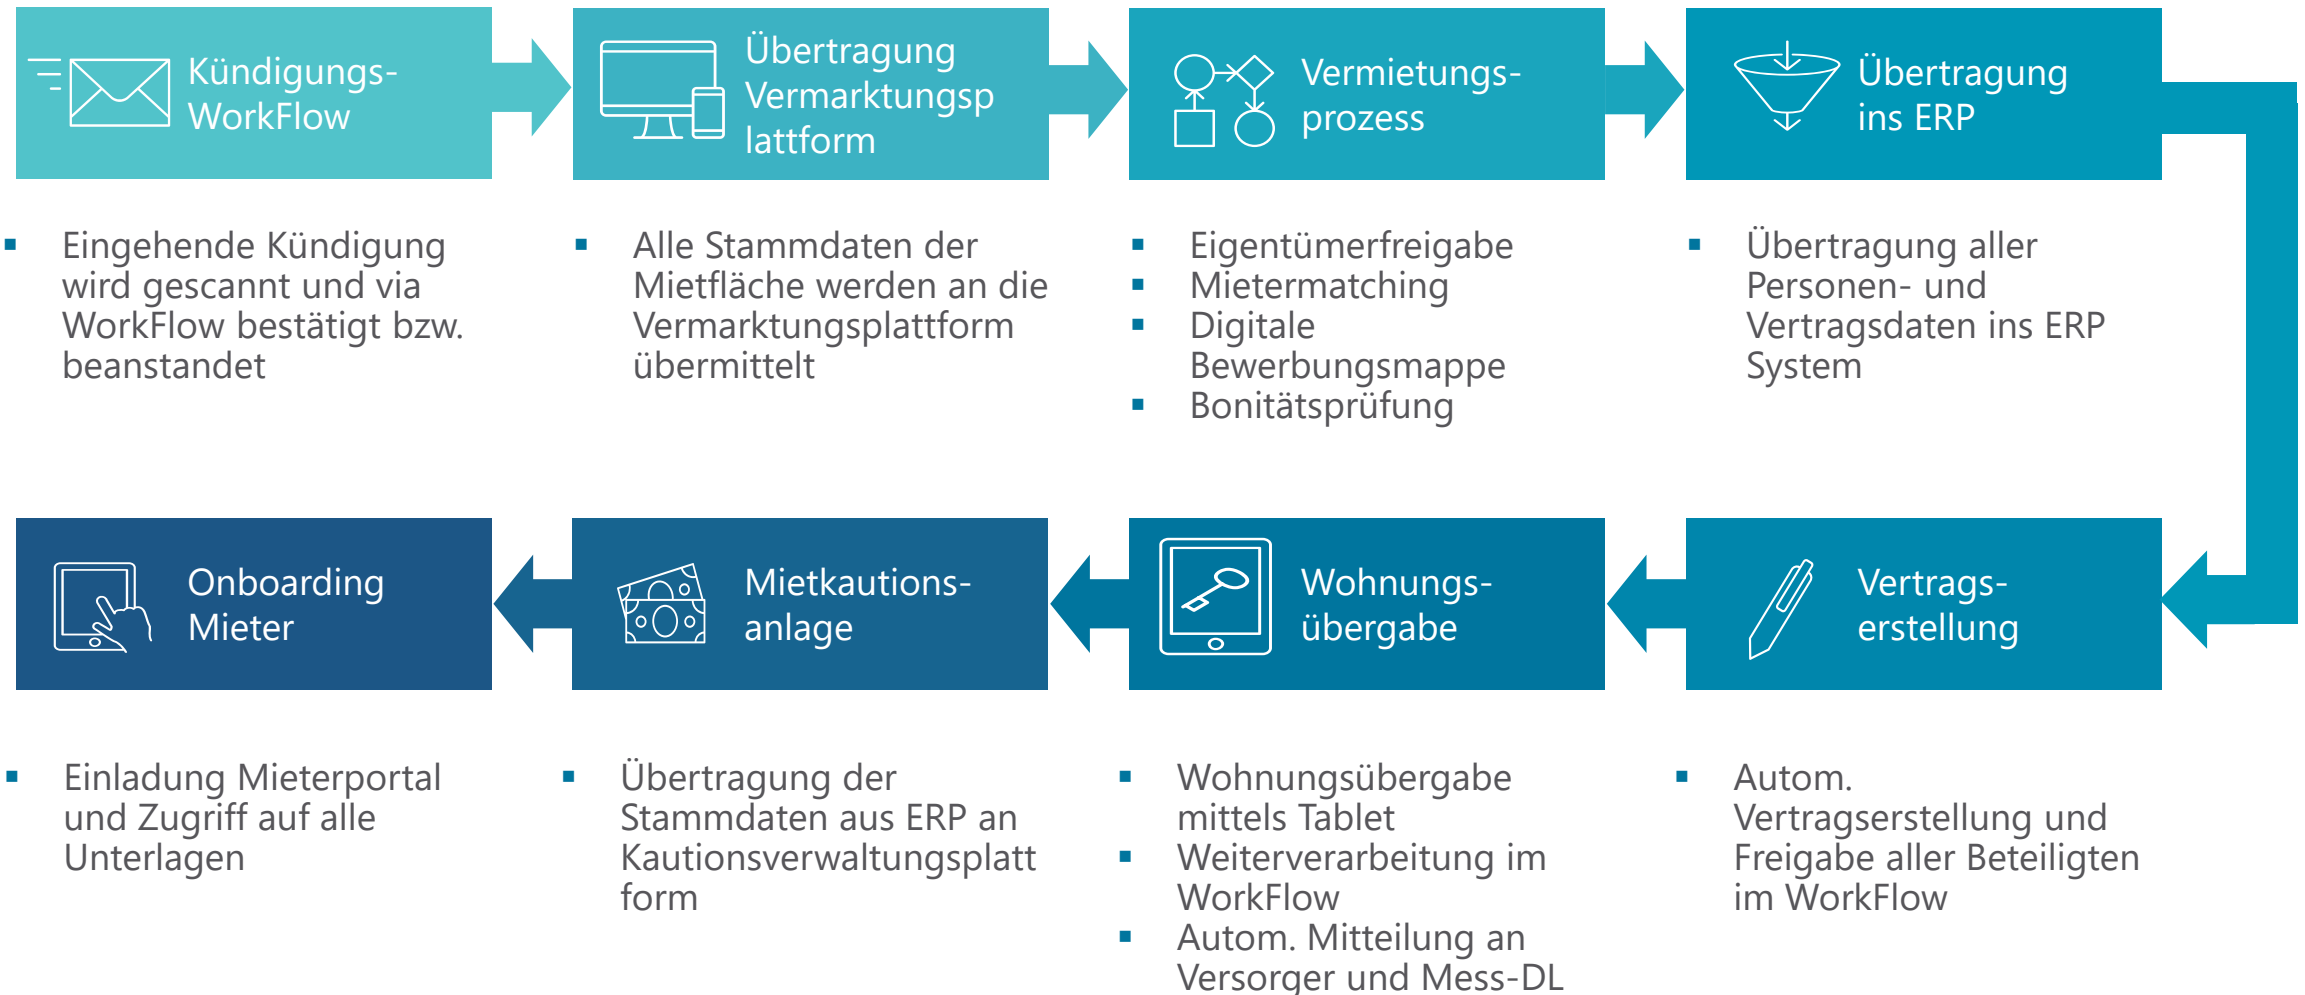 Kündigungs-
WorkFlow
Übertragung
Vermarktungsp
lattform
Vermietungs-
prozess
Übertragung
ins ERP
Eingehende Kündigung
wird gescannt und via
WorkFlow bestätigt bzw.
beanstandet
Alle Stammdaten der
Mietfläche werden an die
Vermarktungsplattform
übermittelt
Eigentümerfreigabe
Mietermatching
Digitale
Bewerbungsmappe
Bonitätsprüfung
Übertragung aller
Personen- und
Vertragsdaten ins ERP
System
Onboarding
Mieter
Mietkautions-
anlage
Wohnungs-
übergabe
Vertrags-
erstellung
Einladung Mieterportal
und Zugriff auf alle
Unterlagen
Übertragung der
Stammdaten aus ERP an
Kautionsverwaltungsplatt
form
Wohnungsübergabe
mittels Tablet
Weiterverarbeitung im
WorkFlow
Autom. Mitteilung an
Versorger und Mess-DL
Autom.
Vertragserstellung und
Freigabe aller Beteiligten
im WorkFlow